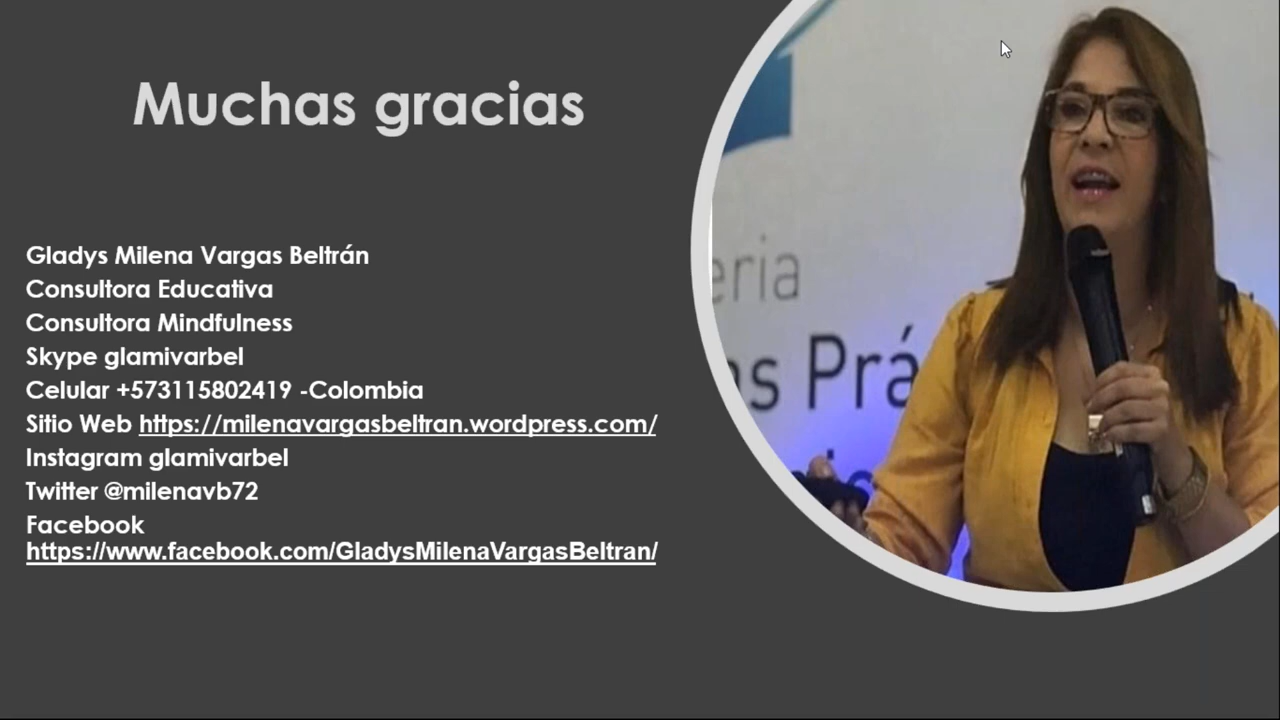 Muchas gracias
Gladys Milena Vargas Beltrán
Consultora Educativa
Consultora Mindfulness
Skype glamivarbel
Celular +573115802419 -Colombia
Sitio Web https://milenavargasbeltran.wordpress.com/
Instagram glamivarbel
Twitter @milenavb72
Facebook
https://www.facebook.com/GladysMilenaVargasBeltran/
eria
as Prá